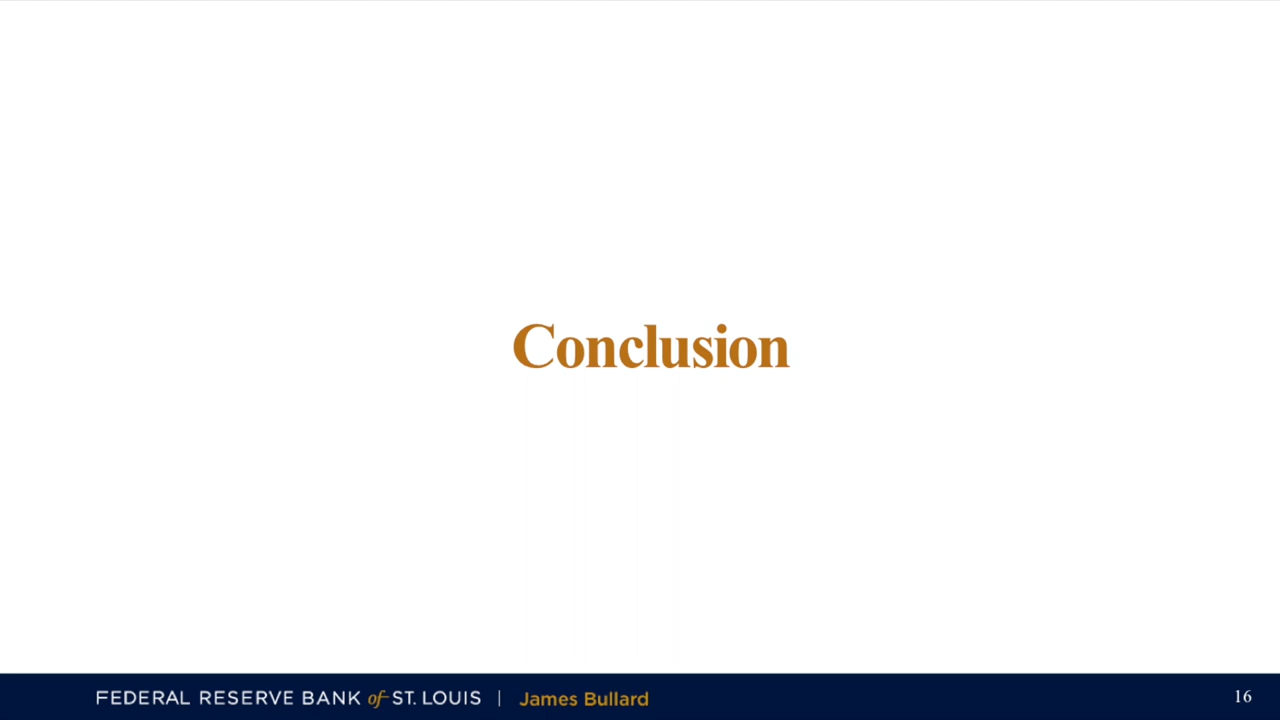 Conclusion
FEDERAL RESERVE BANK of ST. LOUIS | James Bullard 16